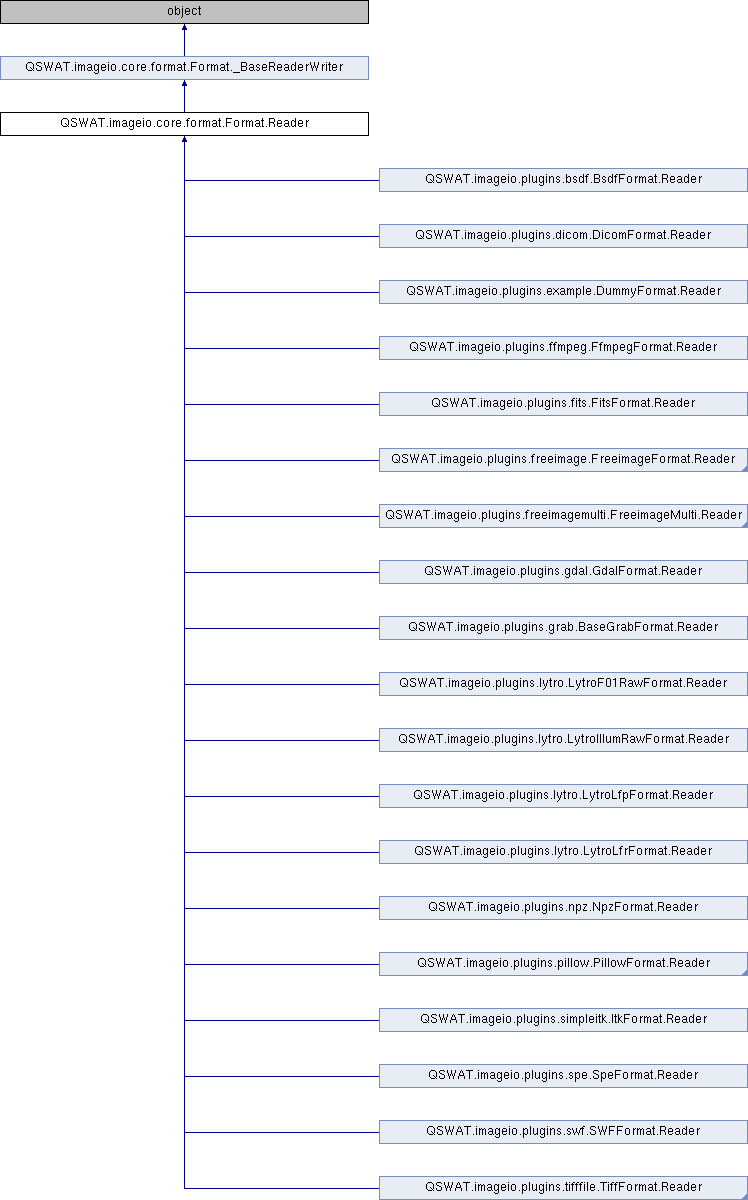 object
QSWAT.imageio.core.format.Format._BaseReaderWriter
QSWAT.imageio.core.format.Format.Reader
QSWAT.imageio.plugins.bsdf.BsdfFormat.Reader
QSWAT.imageio.plugins.dicom.DicomFormat.Reader
QSWAT.imageio.plugins.example.DummyFormat.Reader
QSWAT.imageio.plugins.ffmpeg.FfmpegFormat.Reader
QSWAT.imageio.plugins.fits.FitsFormat.Reader
QSWAT.imageio.plugins.freeimage.FreeimageFormat.Reader
QSWAT.imageio.plugins.freeimagemulti.FreeimageMulti.Reader
QSWAT.imageio.plugins.gdal.GdalFormat.Reader
QSWAT.imageio.plugins.grab.BaseGrabFormat.Reader
QSWAT.imageio.plugins.lytro.LytroF01RawFormat.Reader
QSWAT.imageio.plugins.lytro.LytroIllumRawFormat.Reader
QSWAT.imageio.plugins.lytro.LytroLfpFormat.Reader
QSWAT.imageio.plugins.lytro.LytroLfrFormat.Reader
QSWAT.imageio.plugins.npz.NpzFormat.Reader
QSWAT.imageio.plugins.pillow.PillowFormat.Reader
QSWAT.imageio.plugins.simpleitk.ItkFormat.Reader
QSWAT.imageio.plugins.spe.SpeFormat.Reader
QSWAT.imageio.plugins.swf.SWFFormat.Reader
QSWAT.imageio.plugins.tifffile.TiffFormat.Reader